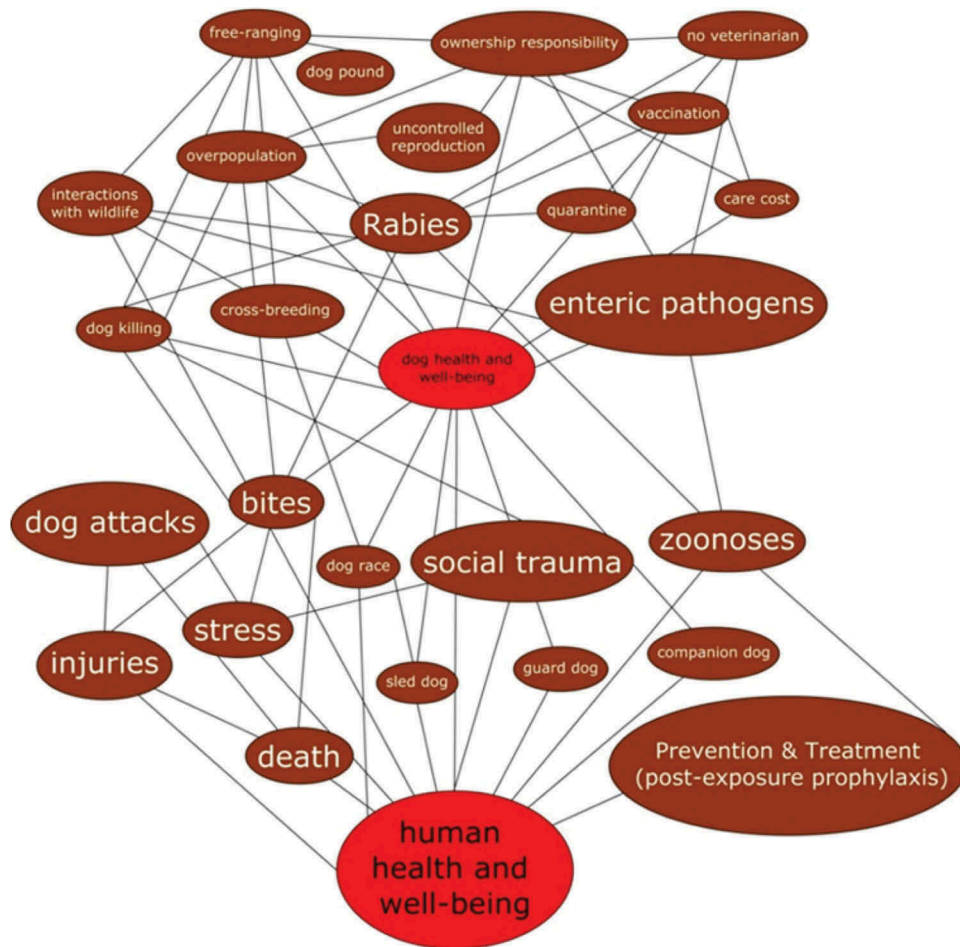 free-ranging
ownership responsibility
no veterinarian
dog pound
vaccination
uncontrolled
reproduction
overpopulation
interactions
with wildlife
Rabies
quarantine
care cost
enteric pathogens
cross-breeding
dog killing
dog health and
well-being
bites
dog attacks
zoonoses
social trauma
dog race
stress
injuries
sled dog
guard dog
companion dog
death
Prevention & Treatment
(post-exposure prophylaxis)
human
health and
well-being